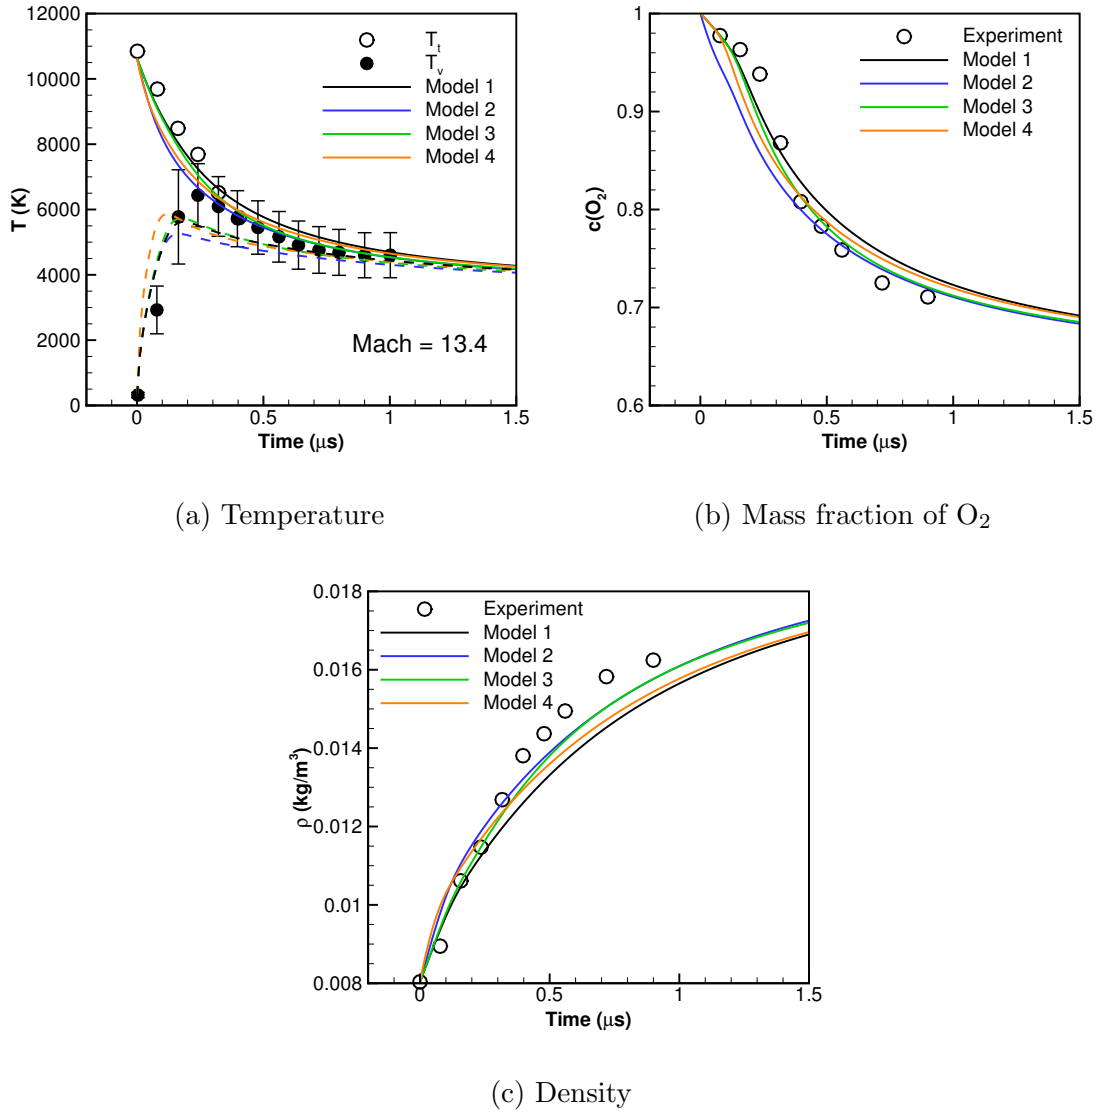 12000
10000
8000
6000
4000
2000
0
T (K)
T_t
T_v
Model 1
Model 2
Model 3
Model 4
Mach = 13.4
0 0.5 1 1.5
Time (μs)
(a) Temperature
1
0.9
0.8
0.7
0.6
c(O₂)
Experiment
Model 1
Model 2
Model 3
Model 4
0 0.5 1 1.5
Time (μs)
(b) Mass fraction of O₂
0.018
0.016
0.014
0.012
0.01
0.008
ρ (kg/m³)
Experiment
Model 1
Model 2
Model 3
Model 4
0 0.5 1 1.5
Time (μs)
(c) Density